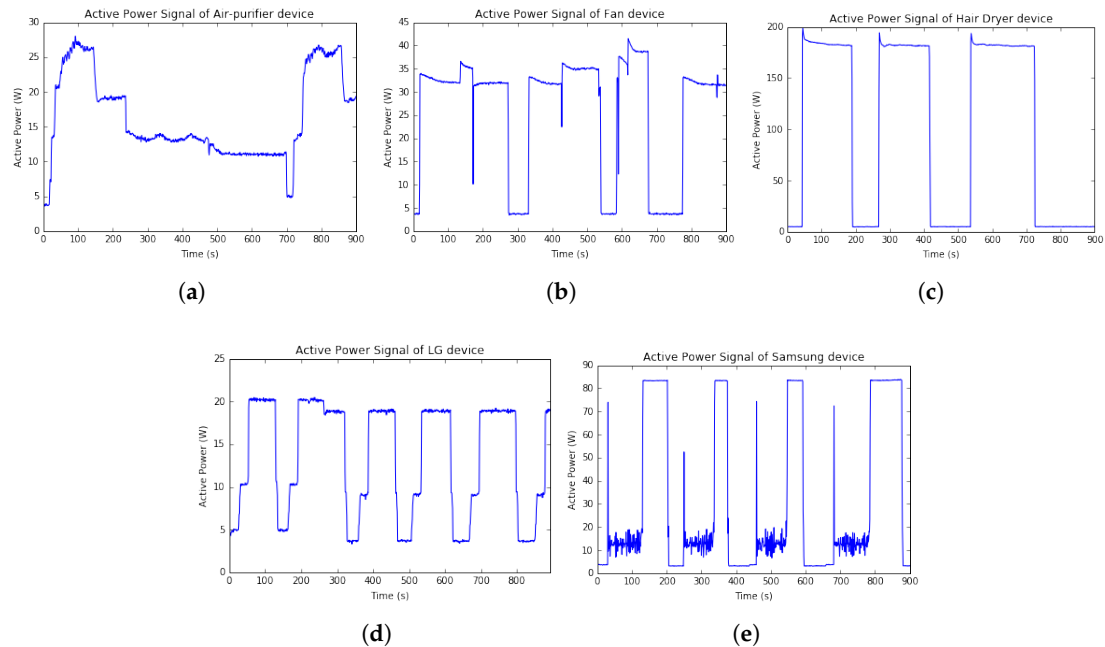 Active Power Signal of Air-purifier device
30
25
20
15
10
5
0
Active Power (W)
0 100 200 300 400 500 600 700 800 900
Time (s)
(a)
Active Power Signal of Fan device
45
40
35
30
25
20
15
10
5
0
Active Power (W)
0 100 200 300 400 500 600 700 800 900
Time (s)
(b)
Active Power Signal of Hair Dryer device
200
150
100
50
0
Active Power (W)
0 100 200 300 400 500 600 700 800 900
Time (s)
(c)
Active Power Signal of LG device
25
20
15
10
5
0
Active Power (W)
0 100 200 300 400 500 600 700 800
Time (s)
(d)
Active Power Signal of Samsung device
90
80
70
60
50
40
30
20
10
0
Active Power (W)
0 100 200 300 400 500 600 700 800 900
Time (s)
(e)